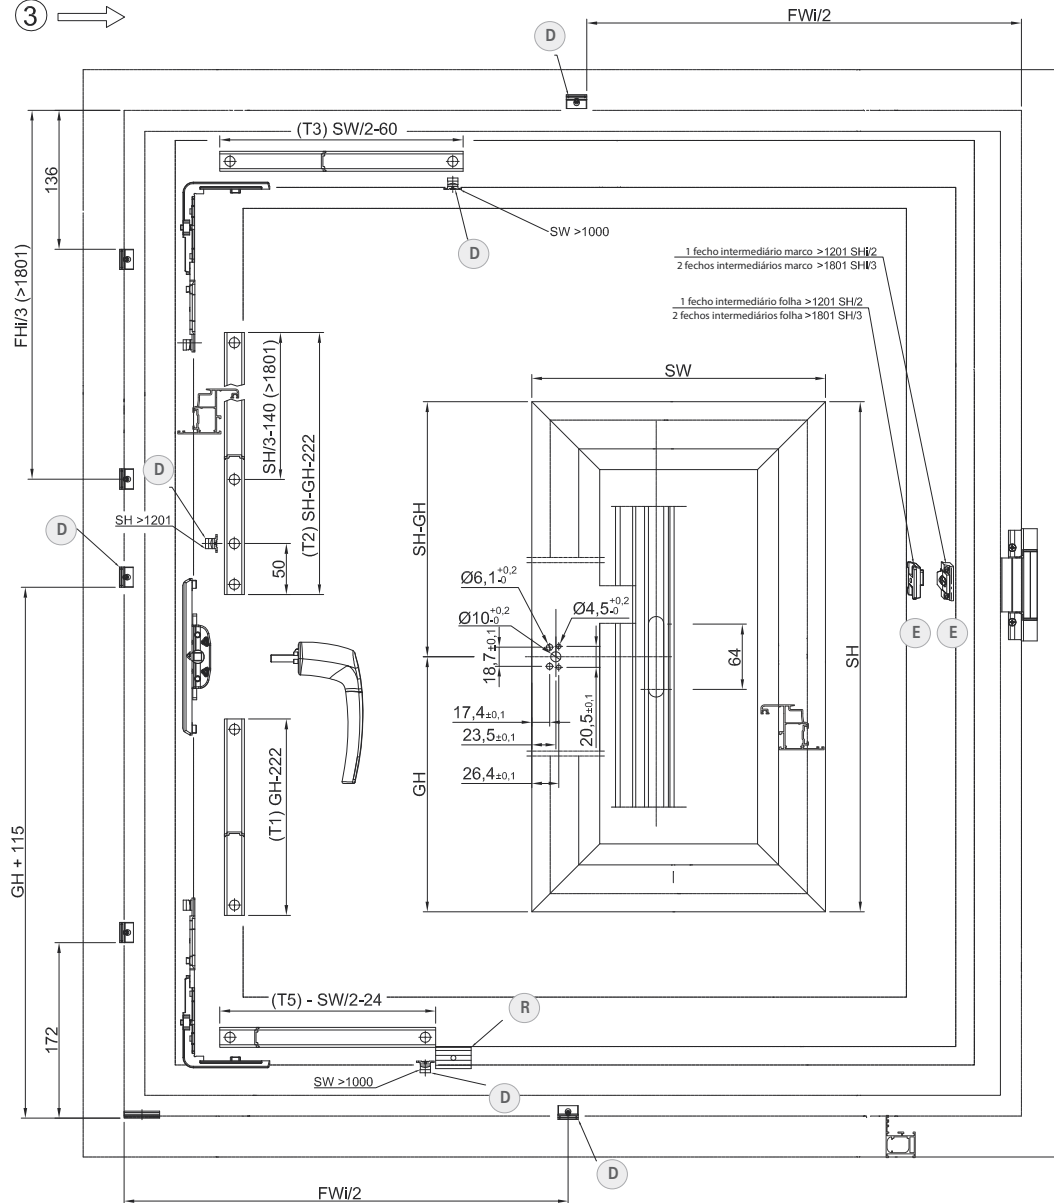 3
FWi/2
D
(T3) SW/2-60
136
SW >1000
D
1 fecho intermediário marco >1201 SHi/2
2 fechos intermediários marco >1801 SHi/3
FHi/3 (>1801)
1 fecho intermediário folha >1201 SH/2
2 fechos intermediários folha >1801 SH/3
SW
SH/3-140 (>1801)
(T2) SH-GH-222
SH-GH
D
SH >1201
D
50
Ø6,1 +0,2 -0
Ø10 +0,2 -0
Ø4,5 +0,2 -0
18,7±0,1
E
E
64
SH
17,4±0,1
23,5±0,1
20,5±0,1
26,4±0,1
GH
(T1) GH-222
GH + 115
(T5) - SW/2-24
R
172
SW >1000
D
D
FWi/2